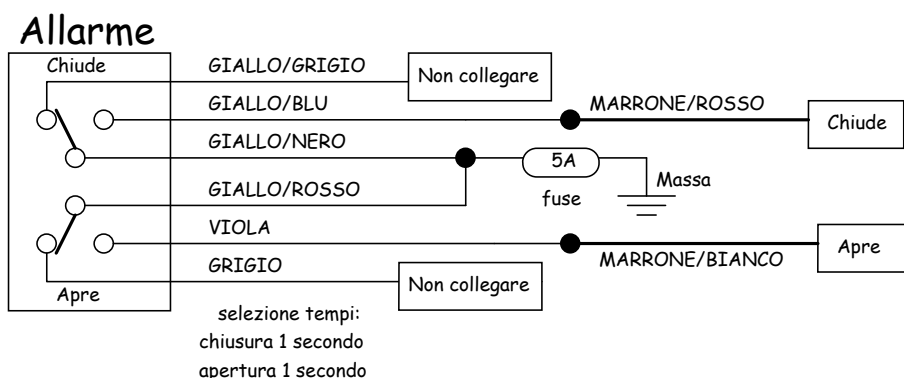 Allarme
Chiude
GIALLO/GRIGIO
Non collegare
GIALLO/BLU
MARRONE/ROSSO
Chiude
GIALLO/NERO
5A
fuse
Massa
GIALLO/ROSSO
VIOLA
MARRONE/BIANCO
Apre
GRIGIO
Non collegare
Apre
selezione tempi:
chiusura 1 secondo
apertura 1 secondo